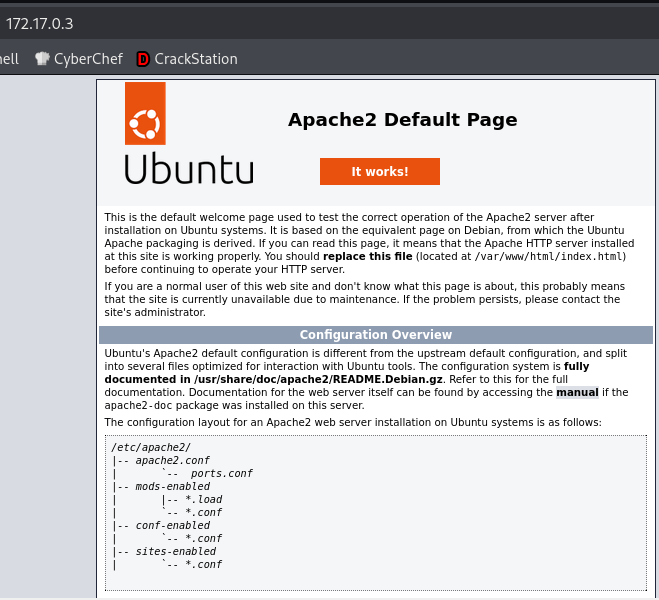 172.17.0.3
ell CyberChef CrackStation
Ubuntu
Apache2 Default Page
It works!
This is the default welcome page used to test the correct operation of the Apache2 server after
installation on Ubuntu systems. It is based on the equivalent page on Debian, from which the Ubuntu
Apache packaging is derived. If you can read this page, it means that the Apache HTTP server installed
at this site is working properly. You should replace this file (located at /var/www/html/index.html)
before continuing to operate your HTTP server.
If you are a normal user of this web site and don't know what this page is about, this probably means
that the site is currently unavailable due to maintenance. If the problem persists, please contact the
site's administrator.
Configuration Overview
Ubuntu's Apache2 default configuration is different from the upstream default configuration, and split
into several files optimized for interaction with Ubuntu tools. The configuration system is fully
documented in /usr/share/doc/apache2/README.Debian.gz. Refer to this for the full
documentation. Documentation for the web server itself can be found by accessing the manual if the
apache2-doc package was installed on this server.
The configuration layout for an Apache2 web server installation on Ubuntu systems is as follows:
/etc/apache2/
|-- apache2.conf
|       `--  ports.conf
|-- mods-enabled
|       |-- *.load
|       `-- *.conf
|-- conf-enabled
|       `-- *.conf
|-- sites-enabled
|       `-- *.conf